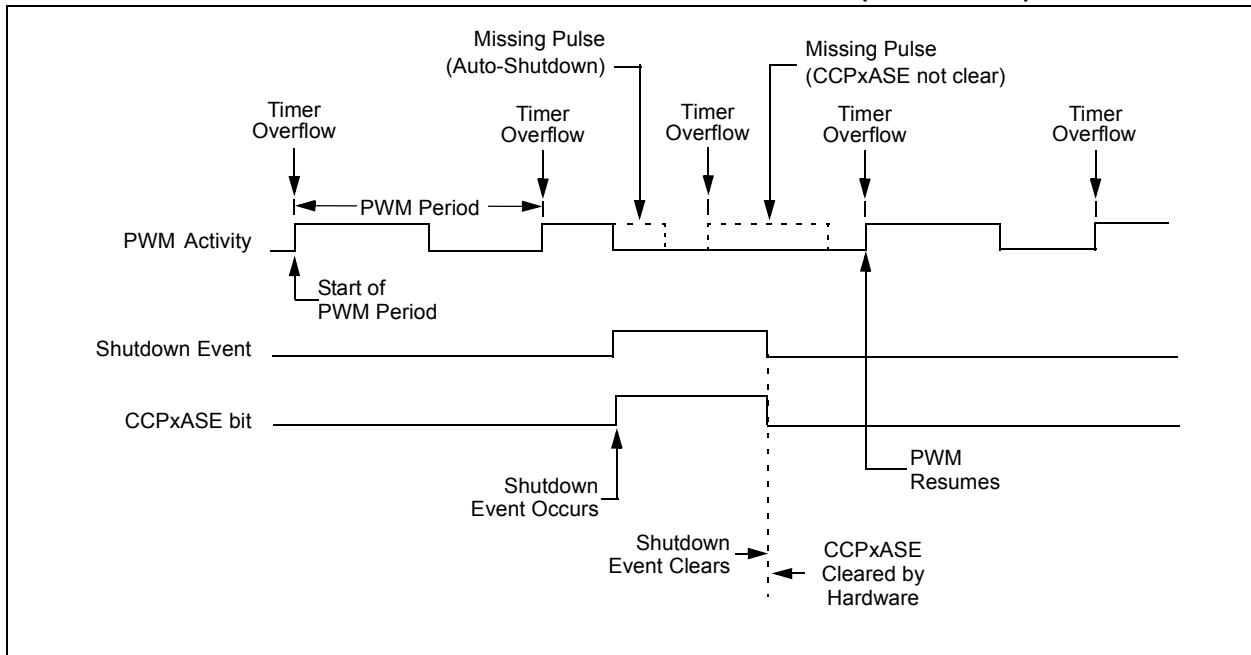 Missing Pulse
(Auto-Shutdown)
Missing Pulse
(CCPxASE not clear)
Timer
Overflow
Timer
Overflow
Timer
Overflow
Timer
Overflow
Timer
Overflow
PWM Period
PWM Activity
Start of
PWM Period
Shutdown Event
CCPxASE bit
Shutdown
Event Occurs
PWM
Resumes
Shutdown
Event Clears
CCPxASE
Cleared by
Hardware